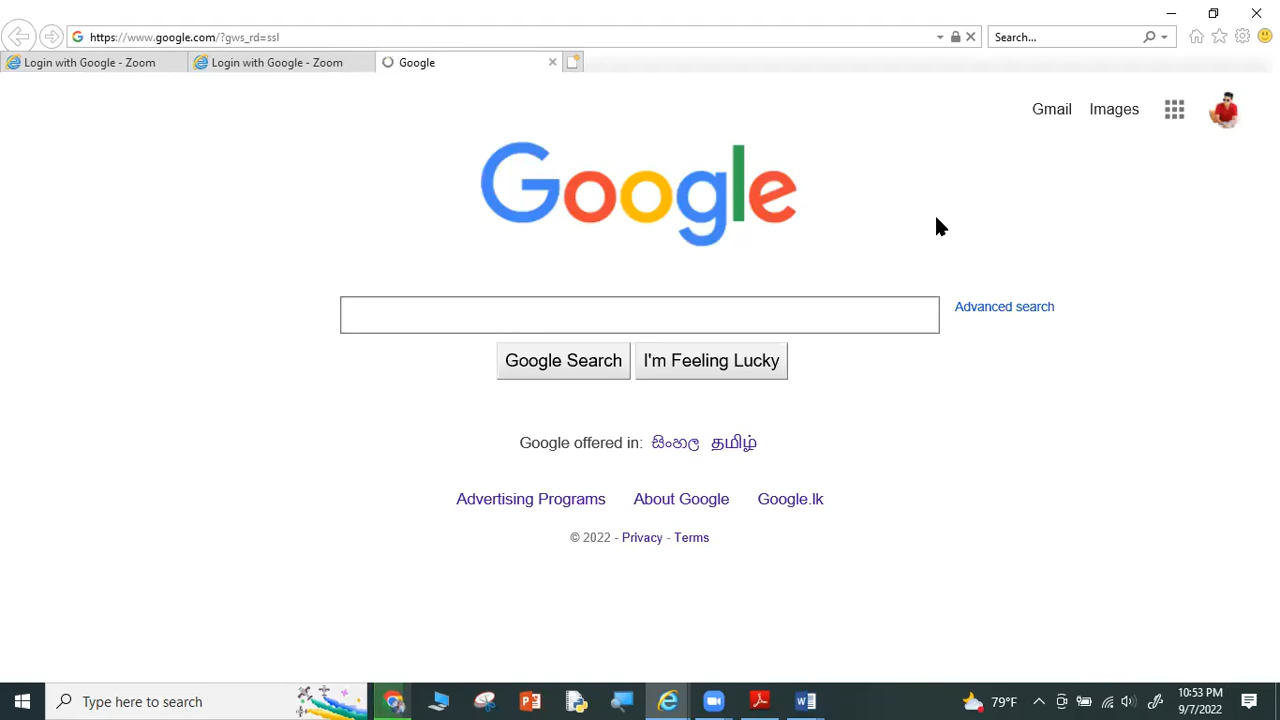 https://www.google.com/?gws_rd=ssl
Search...
Login with Google - Zoom
Login with Google - Zoom
Google
Gmail Images
Google
Advanced search
Google Search
I'm Feeling Lucky
Google offered in: සිංහල தமிழ்
Advertising Programs About Google Google.lk
© 2022 - Privacy - Terms
Type here to search
79°F
10:53 PM
9/7/2022